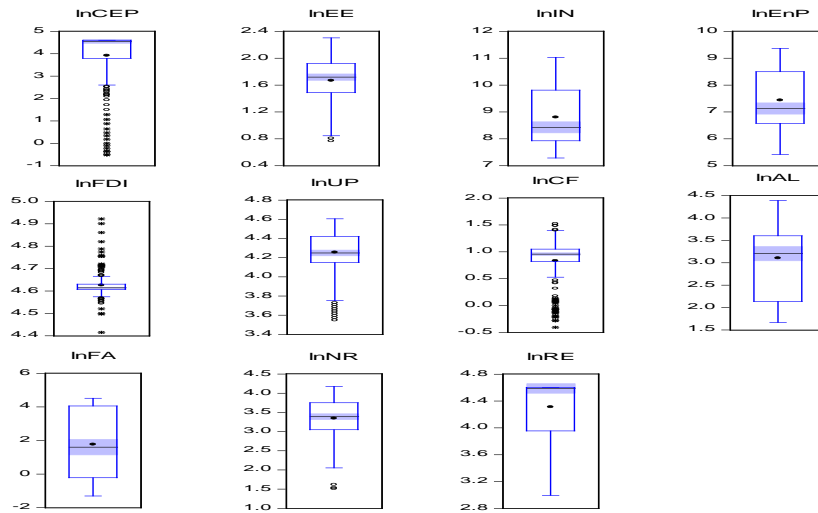 lnCEP lnEE lnIN lnEnP
5 4 3 2 1 0 -1
2.4 2.0 1.6 1.2 0.8 0.4
12 11 10 9 8 7
10 9 8 7 6 5
lnFDI lnUP lnCF lnAL
5.0 4.9 4.8 4.7 4.6 4.5 4.4
4.8 4.6 4.4 4.2 4.0 3.8 3.6 3.4
2.0 1.5 1.0 0.5 0.0 -0.5
4.5 4.0 3.5 3.0 2.5 2.0 1.5
lnFA lnNR lnRE
6 4 2 0 -2
4.5 4.0 3.5 3.0 2.5 2.0 1.5 1.0
4.8 4.4 4.0 3.6 3.2 2.8